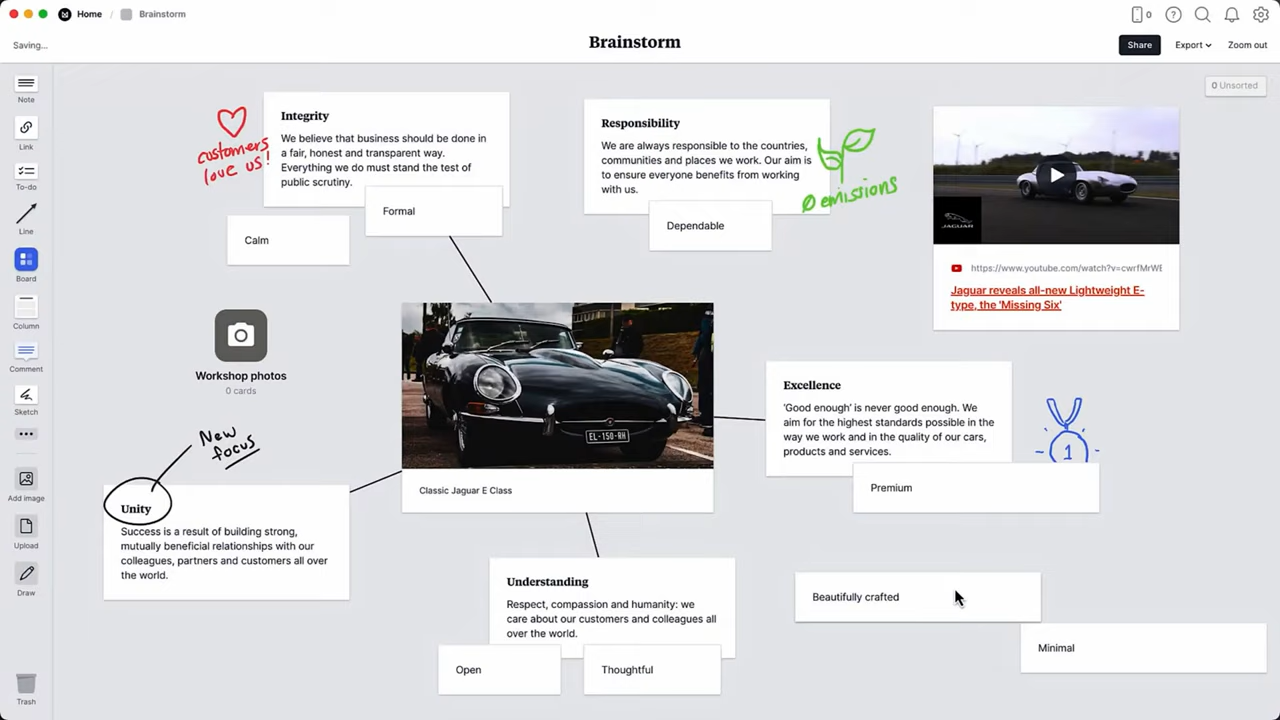 Home
Brainstorm
0
Saving...
Brainstorm
Share
Export
Zoom out
0 Unsorted
Note
Link
To-do
Line
Board
Column
Comment
Sketch
Add image
Upload
Draw
Trash
customers
love us!
Integrity
We believe that business should be done in
a fair, honest and transparent way.
Everything we do must stand the test of
public scrutiny.
Formal
Calm
Responsibility
We are always responsible to the countries,
communities and places we work. Our aim is
to ensure everyone benefits from working
with us.
Dependable
0 emissions
JAGUAR
https://www.youtube.com/watch?v=cwrfMrWE
Jaguar reveals all-new Lightweight E-
type, the 'Missing Six'
Workshop photos
0 cards
New
focus
Unity
Success is a result of building strong,
mutually beneficial relationships with our
colleagues, partners and customers all over
the world.
EL-150-RH
Classic Jaguar E Class
Excellence
'Good enough' is never good enough. We
aim for the highest standards possible in the
way we work and in the quality of our cars,
products and services.
1
Premium
Understanding
Respect, compassion and humanity: we
care about our customers and colleagues all
over the world.
Open
Thoughtful
Beautifully crafted
Minimal